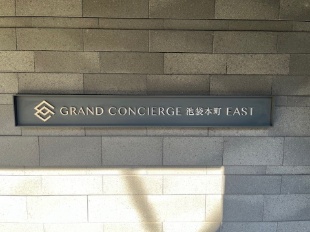 GRAND CONCIERGE 池袋本町 EAST